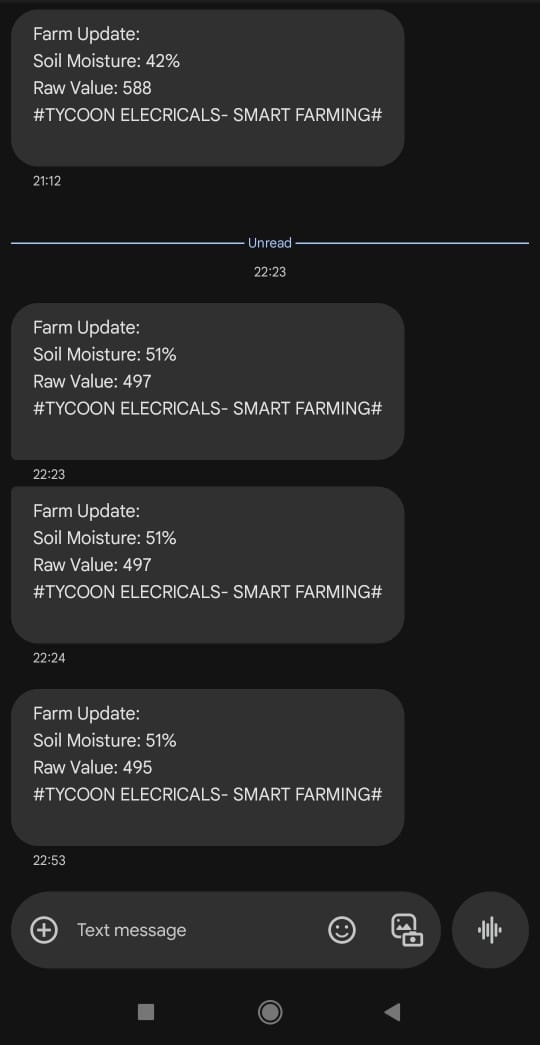 Farm Update:
Soil Moisture: 42%
Raw Value: 588
#TYCOON ELECRICALS- SMART FARMING#
21:12
Unread
22:23
Farm Update:
Soil Moisture: 51%
Raw Value: 497
#TYCOON ELECRICALS- SMART FARMING#
22:23
Farm Update:
Soil Moisture: 51%
Raw Value: 497
#TYCOON ELECRICALS- SMART FARMING#
22:24
Farm Update:
Soil Moisture: 51%
Raw Value: 495
#TYCOON ELECRICALS- SMART FARMING#
22:53
Text message